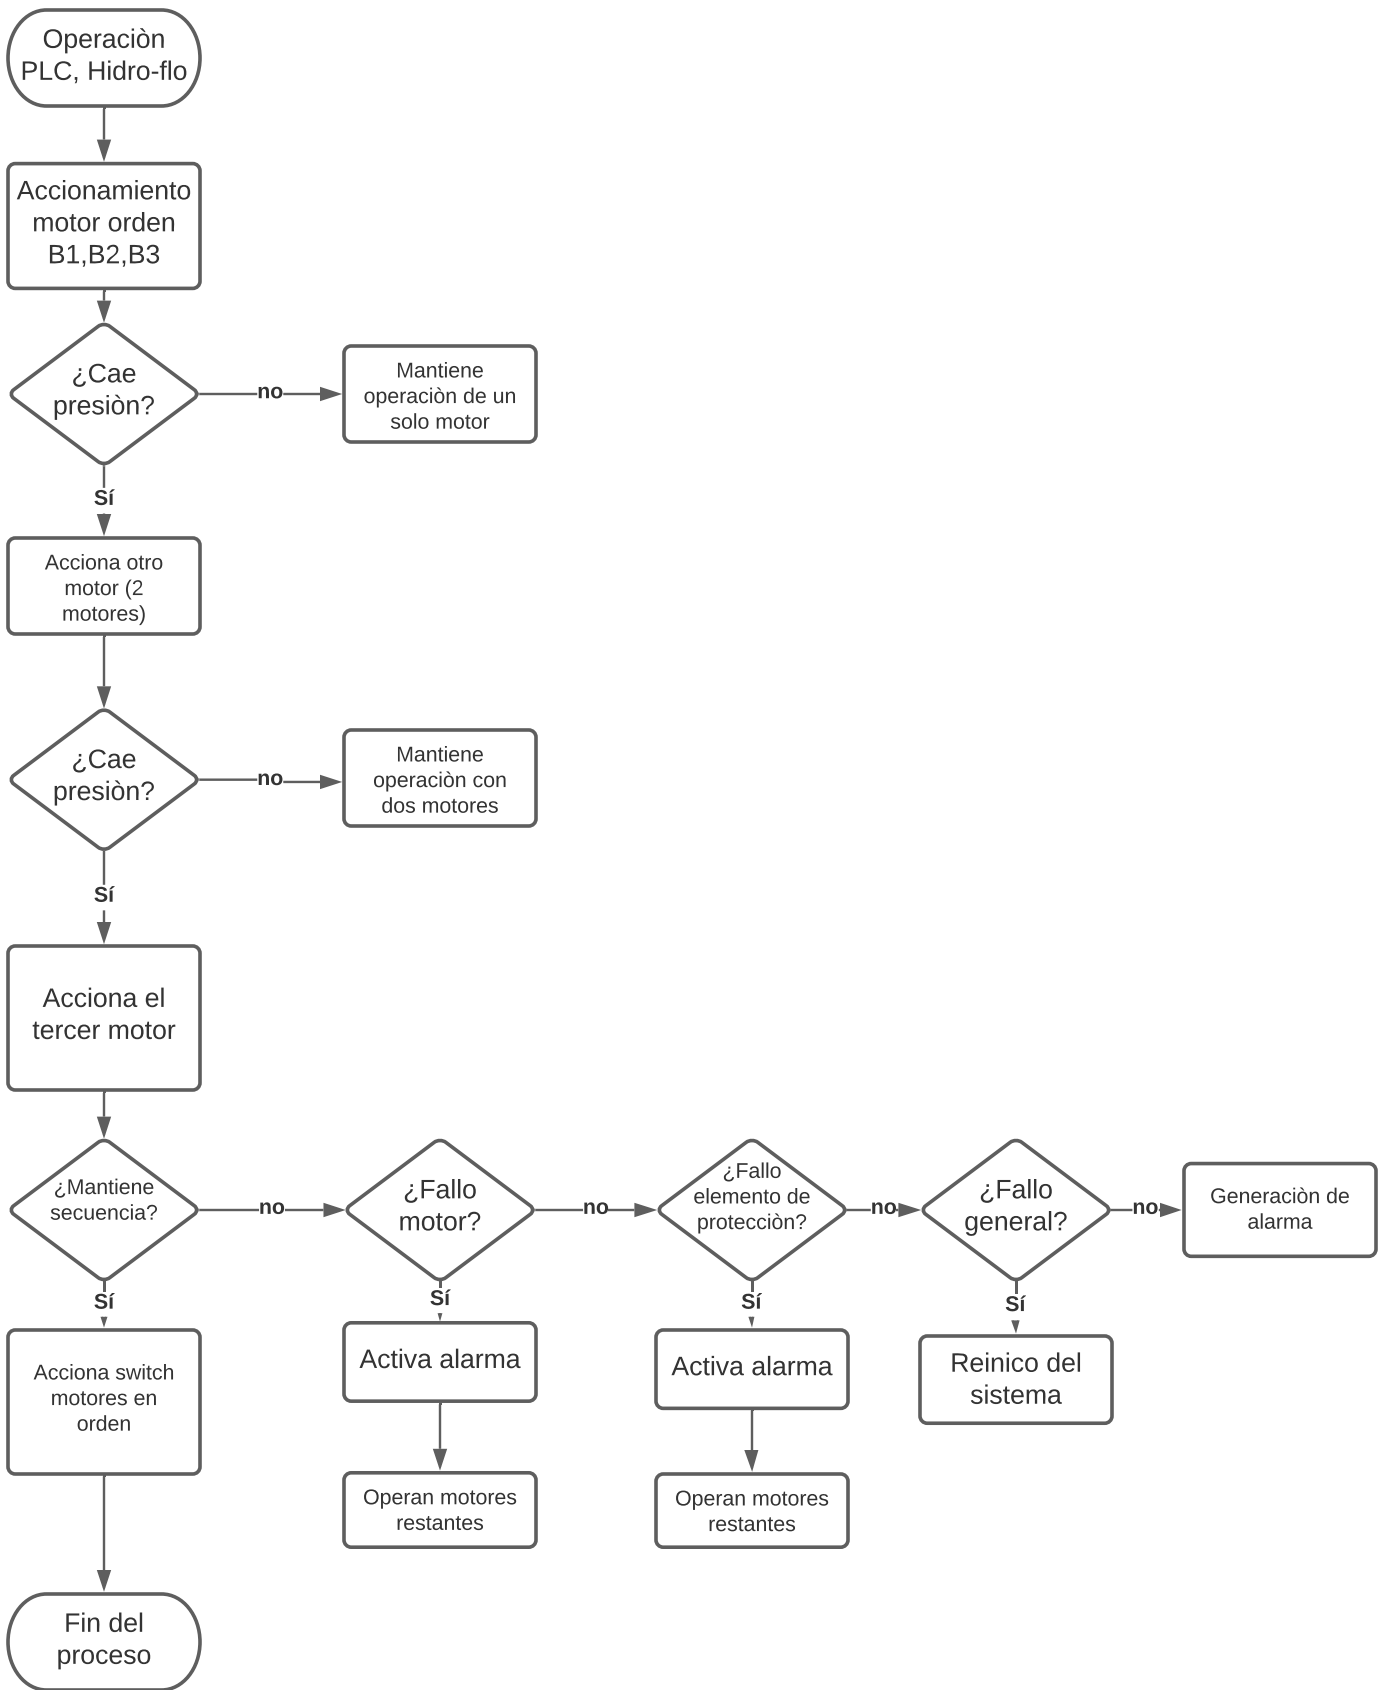 Operaciòn
PLC, Hidro-flo
Accionamiento
motor orden
B1,B2,B3
¿Cae
presiòn?
no
Mantiene
operaciòn de un
solo motor
Sí
Acciona otro
motor (2
motores)
¿Cae
presiòn?
no
Mantiene
operaciòn con
dos motores
Sí
Acciona el
tercer motor
¿Mantiene
secuencia?
no
¿Fallo
motor?
no
¿Fallo
elemento de
protecciòn?
no
¿Fallo
general?
no
Generaciòn de
alarma
Sí
Sí
Sí
Sí
Acciona switch
motores en
orden
Activa alarma
Activa alarma
Reinico del
sistema
Operan motores
restantes
Operan motores
restantes
Fin del
proceso